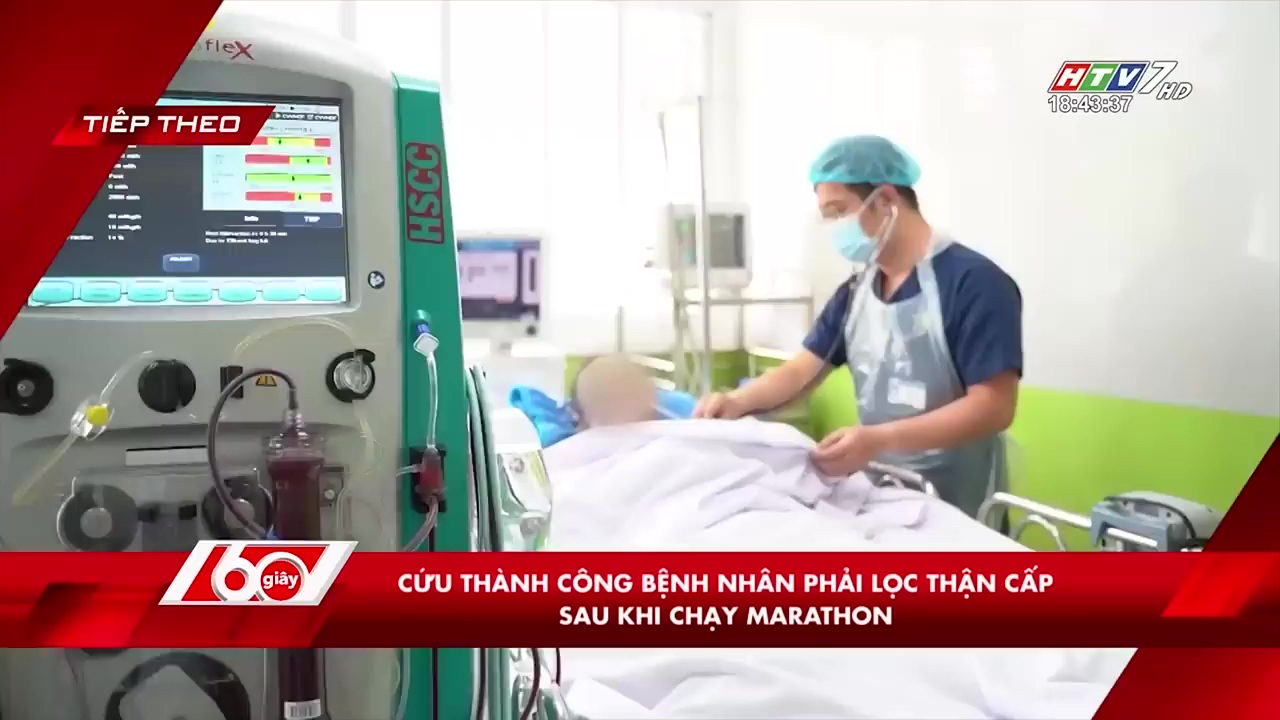 flex
HTV7 HD
18:43:37
TIẾP THEO
HSCC
60 giây
CỨU THÀNH CÔNG BỆNH NHÂN PHẢI LỌC THẬN CẤP
SAU KHI CHẠY MARATHON